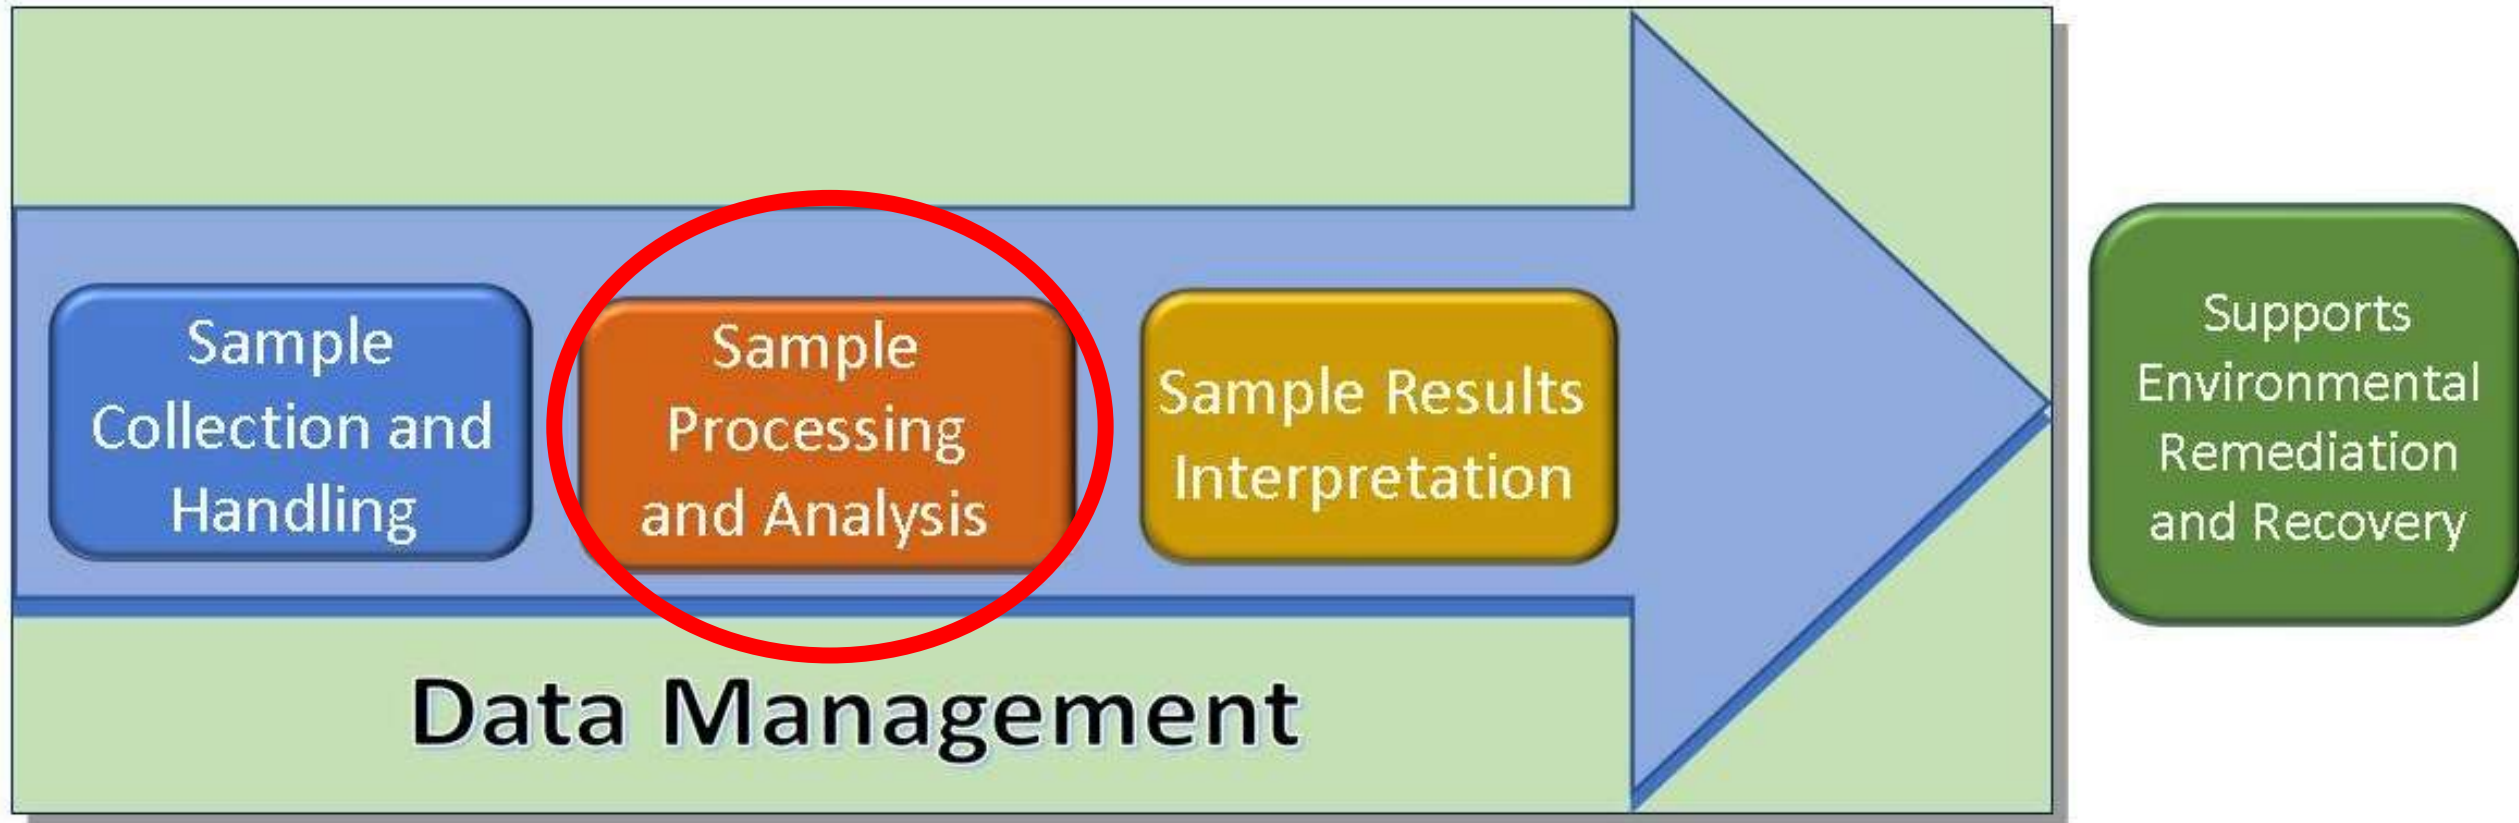 Sample
Collection and
Handling
Sample
Processing
and Analysis
Sample Results
Interpretation
Supports
Environmental
Remediation
and Recovery
Data Management